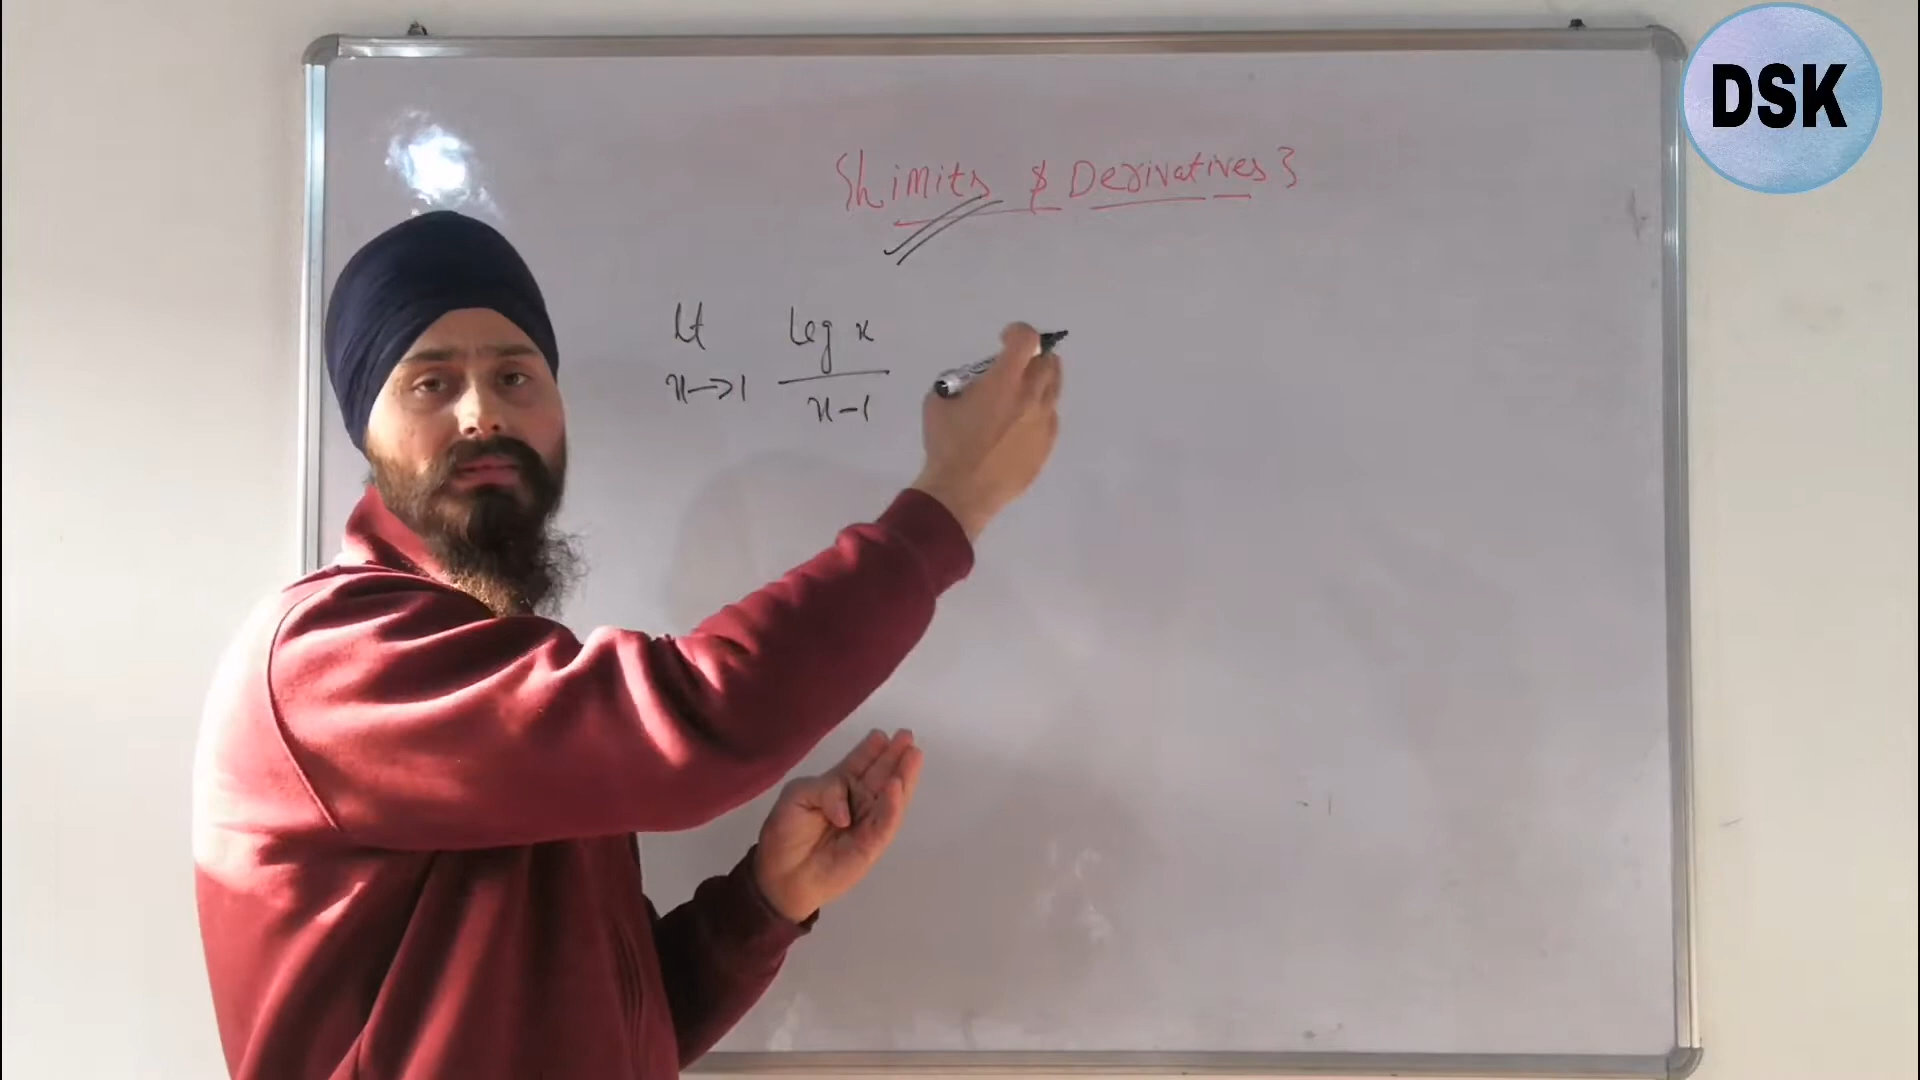 DSK
{Limits & Derivatives}
lt log x
x→1 x-1